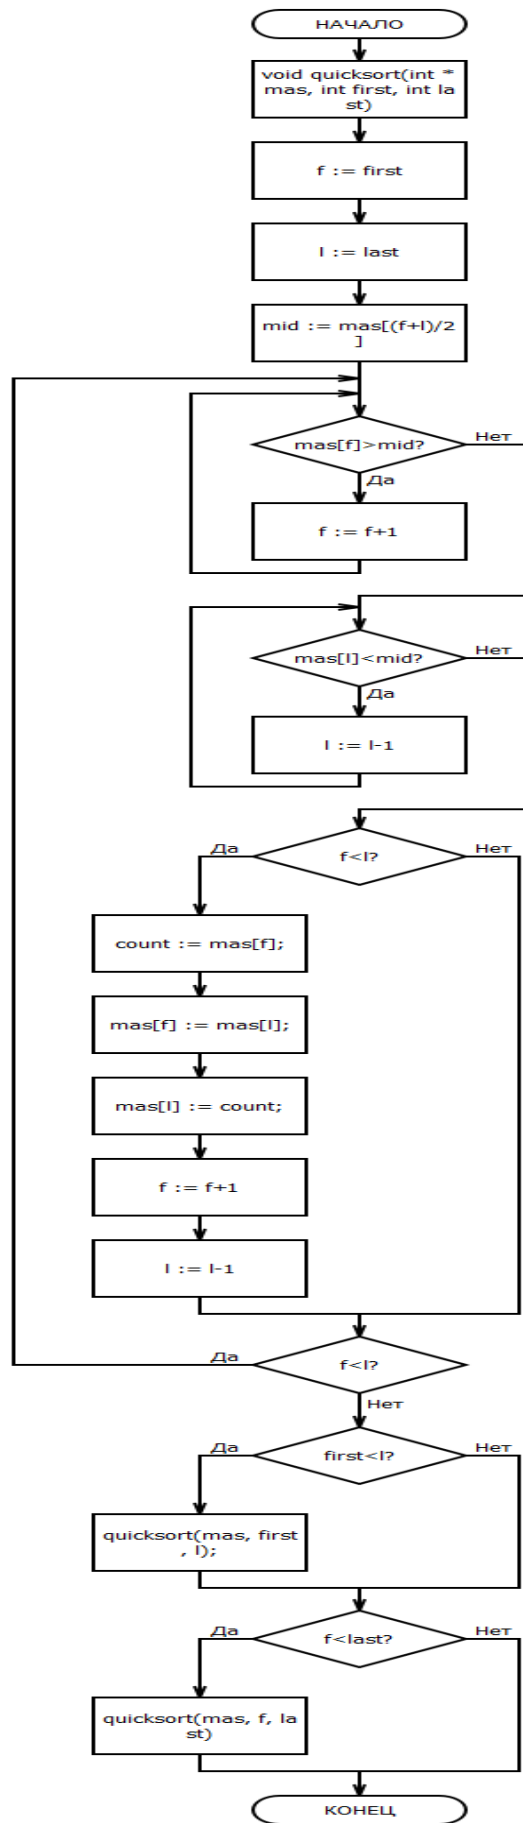 НАЧАЛО
void quicksort(int *
mas, int first, int la
st)
f := first
l := last
mid := mas[(f+l)/2
]
mas[f]>mid?
Нет
Да
f := f+1
mas[l]<mid?
Нет
Да
l := l-1
Да
f<l?
Нет
count := mas[f];
mas[f] := mas[l];
mas[l] := count;
f := f+1
l := l-1
Да
f<l?
Нет
Да
first<l?
Нет
quicksort(mas, first
, l);
Да
f<last?
Нет
quicksort(mas, f, la
st)
КОНЕЦ